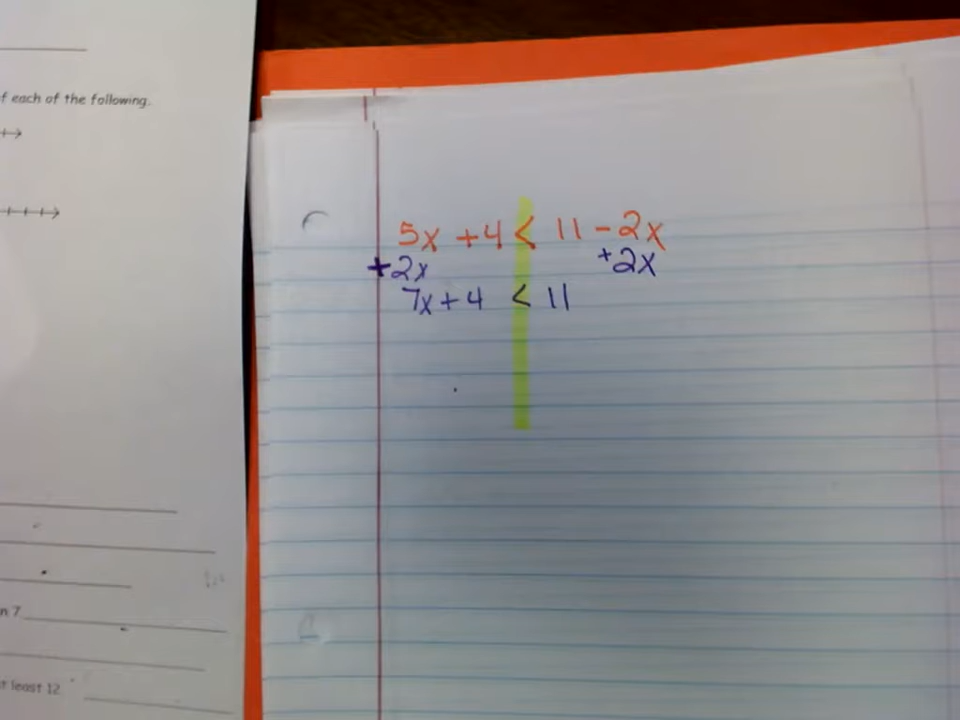 f each of the following.
5x + 4 < 11 - 2x
+2x +2x
7x + 4 < 11
n 7
t least 12